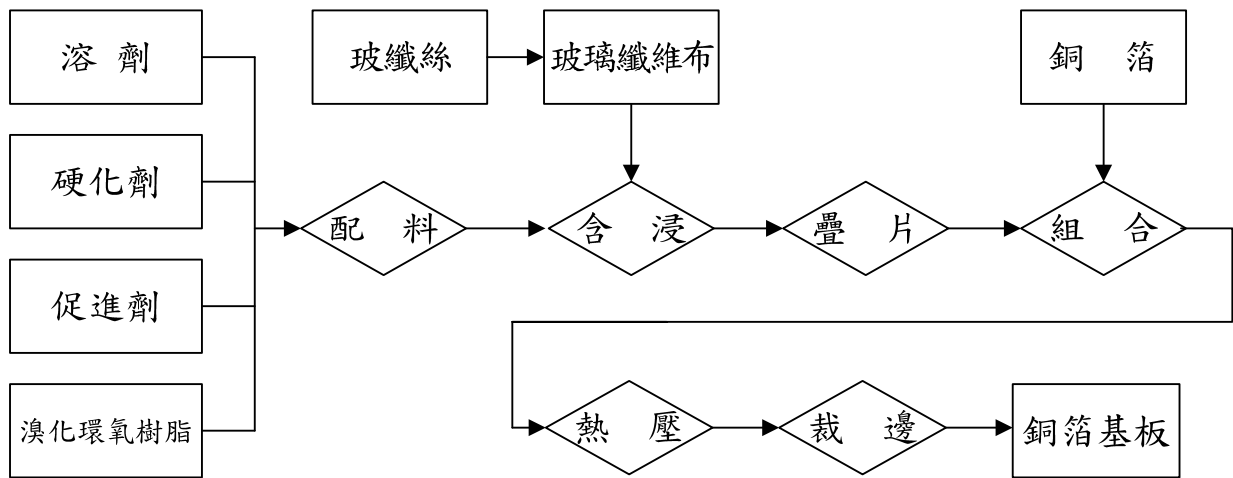 溶劑
玻纖絲
玻璃纖維布
銅箔
硬化劑
配料
含浸
疊片
組合
促進劑
溴化環氧樹脂
熱壓
裁邊
銅箔基板